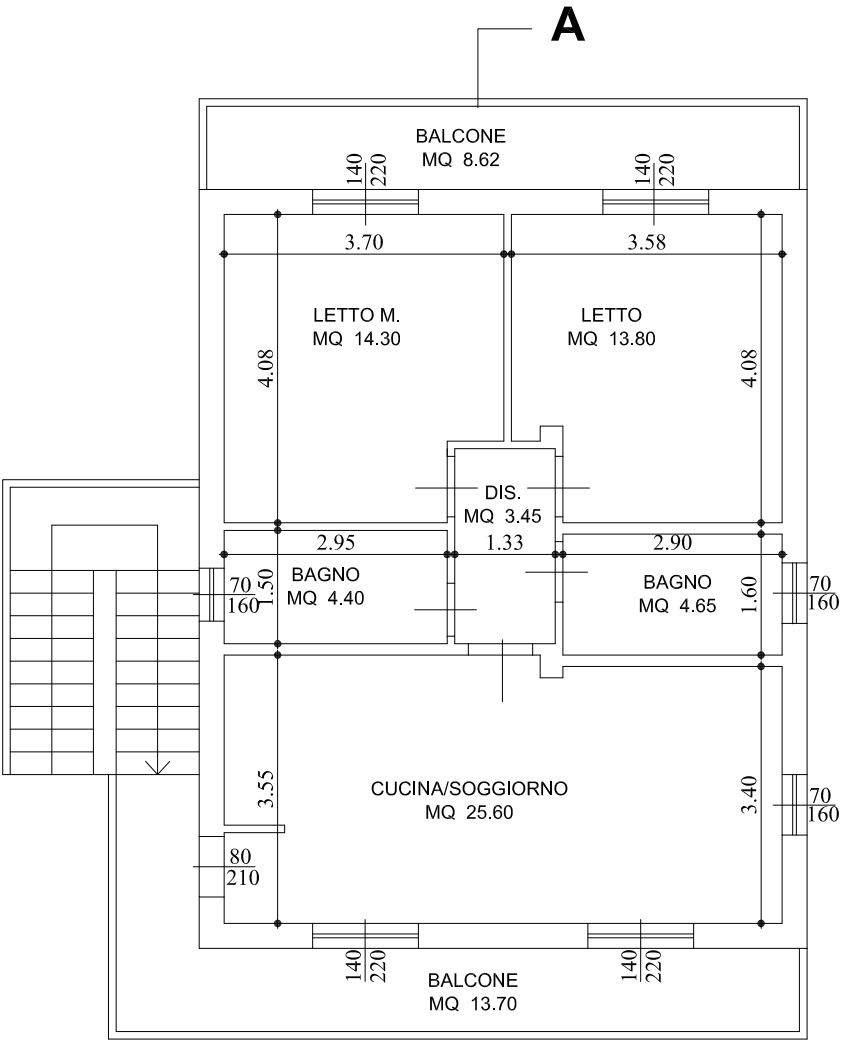 A
BALCONE
MQ 8.62
140
220
140
220
3.70
3.58
LETTO M.
MQ 14.30
LETTO
MQ 13.80
4.08
4.08
DIS.
MQ 3.45
2.95
1.33
2.90
BAGNO
MQ 4.40
BAGNO
MQ 4.65
70
160
1.50
1.60
70
160
CUCINA/SOGGIORNO
MQ 25.60
3.55
3.40
70
160
80
210
140
220
140
220
BALCONE
MQ 13.70